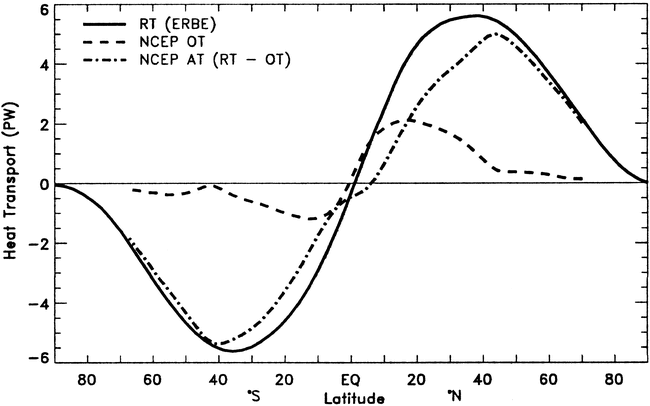 6
4
2
0
-2
-4
-6
Heat Transport (PW)
RT (ERBE)
NCEP OT
NCEP AT (RT - OT)
80 60 40 20 EQ 20 40 60 80
°S °N
Latitude